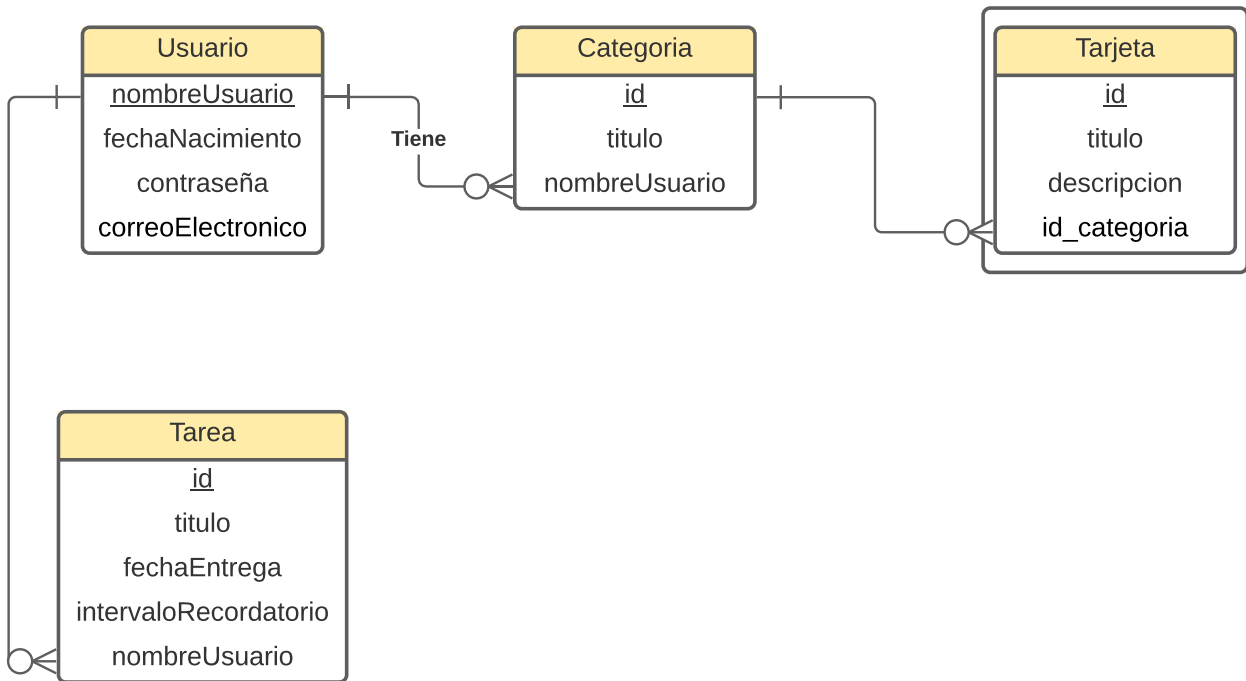 Usuario
nombreUsuario
fechaNacimiento
contraseña
correoElectronico
Tiene
Categoria
id
titulo
nombreUsuario
Tarjeta
id
titulo
descripcion
id_categoria
Tarea
id
titulo
fechaEntrega
intervaloRecordatorio
nombreUsuario